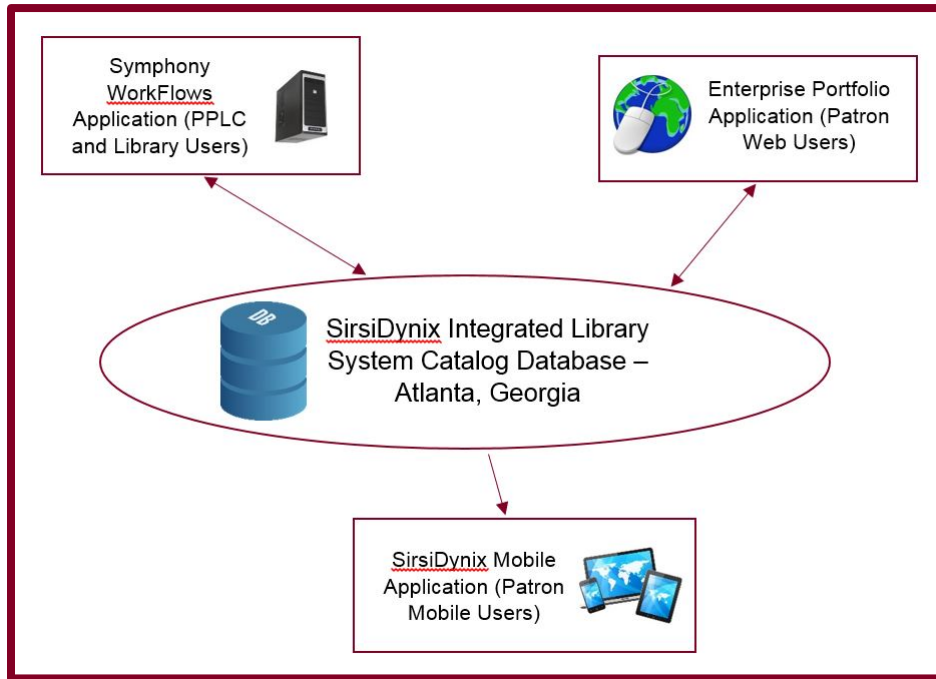 Symphony
WorkFlows
Application (PPLC
and Library Users)
Enterprise Portfolio
Application (Patron
Web Users)
DB
SirsiDynix Integrated Library
System Catalog Database –
Atlanta, Georgia
SirsiDynix Mobile
Application (Patron
Mobile Users)